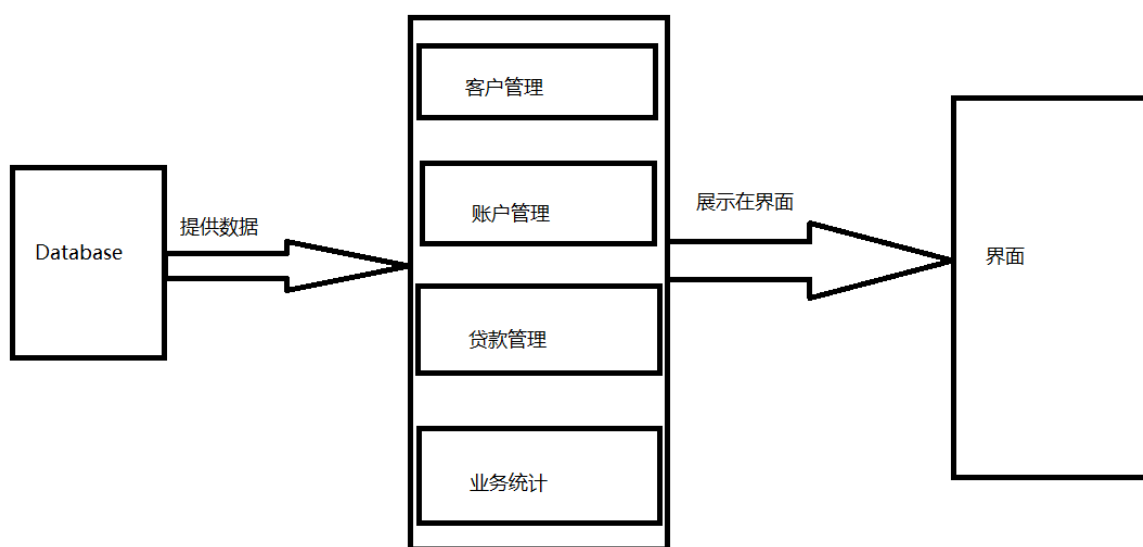 Database
提供数据
客户管理
账户管理
贷款管理
业务统计
展示在界面
界面